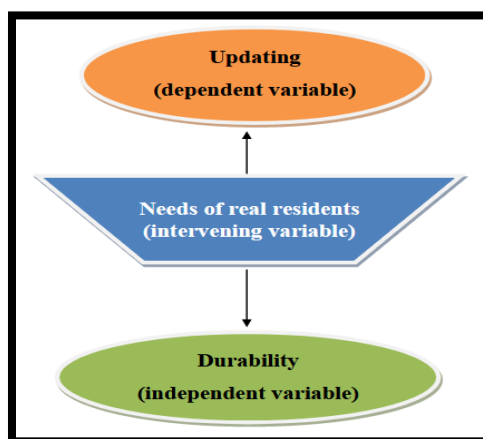 Updating
(dependent variable)
Needs of real residents
(intervening variable)
Durability
(independent variable)